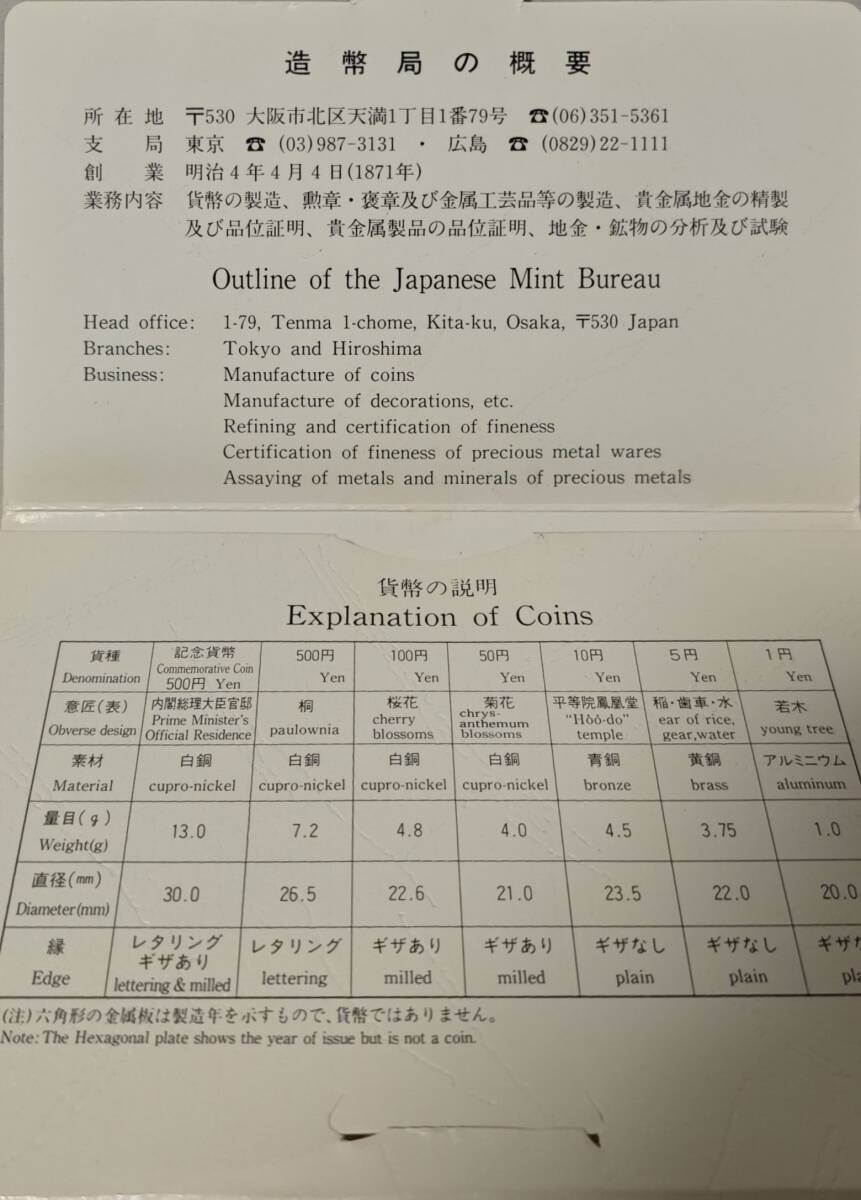 造幣局の概要
所在地 〒530 大阪市北区天満1丁目1番79号 ☎(06)351-5361
支局 東京 ☎ (03)987-3131 ・ 広島 ☎ (0829)22-1111
創業 明治4年4月4日(1871年)
業務内容 貨幣の製造、勲章・褒章及び金属工芸品等の製造、貴金属地金の精製
及び品位証明、貴金属製品の品位証明、地金・鉱物の分析及び試験
Outline of the Japanese Mint Bureau
Head office: 1-79, Tenma 1-chome, Kita-ku, Osaka, 〒530 Japan
Branches: Tokyo and Hiroshima
Business: Manufacture of coins
Manufacture of decorations, etc.
Refining and certification of fineness
Certification of fineness of precious metal wares
Assaying of metals and minerals of precious metals
貨幣の説明
Explanation of Coins
貨種 記念貨幣 500円 100円 50円 10円 5円 1円
Denomination Commemorative Coin 500円 Yen Yen Yen Yen Yen Yen Yen
意匠(表) 内閣総理大臣官邸 桐 桜花 菊花 平等院鳳凰堂 稲・歯車・水 若木
Obverse design Prime Minister's Official Residence paulownia cherry blossoms chrys-anthemum blossoms "Hōō-do" temple ear of rice, gear,water young tree
素材 白銅 白銅 白銅 白銅 青銅 黄銅 アルミニウム
Material cupro-nickel cupro-nickel cupro-nickel cupro-nickel bronze brass aluminum
量目(g) 13.0 7.2 4.8 4.0 4.5 3.75 1.0
Weight(g)
直径(mm) 30.0 26.5 22.6 21.0 23.5 22.0 20.0
Diameter(mm)
縁 レタリング ギザあり レタリング ギザあり ギザあり ギザなし ギザなし ギザ
Edge lettering & milled lettering milled milled plain plain pla
(注)六角形の金属板は製造年を示すもので、貨幣ではありません。
Note: The Hexagonal plate shows the year of issue but is not a coin.